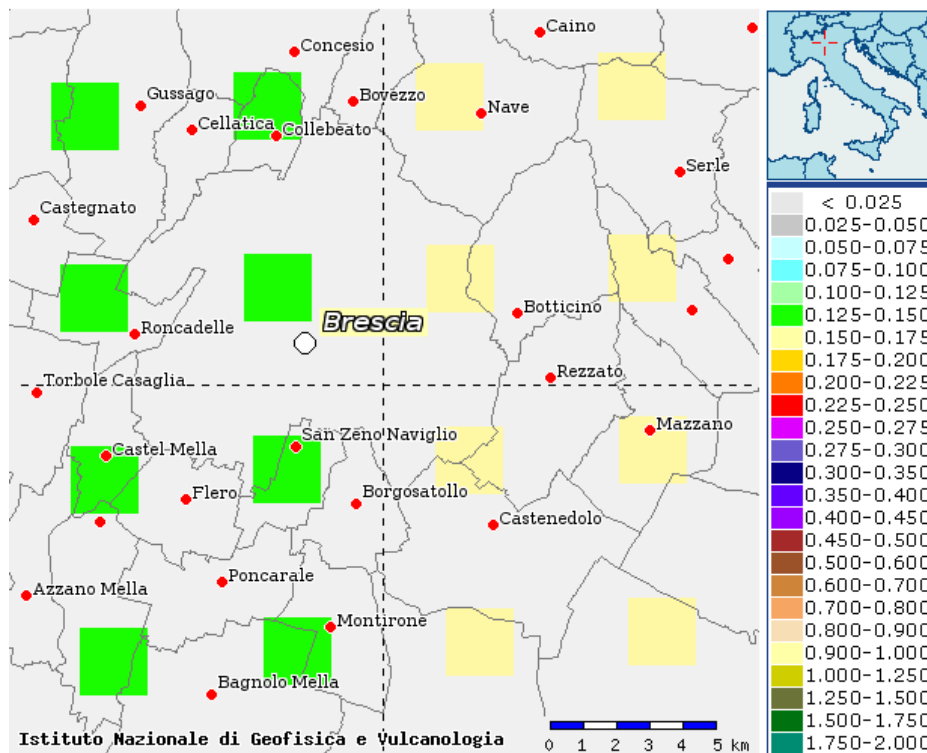 Caino
Concesio
Bovezzo
Gussago
Nave
Cellatica
Collebeato
Serle
Castegnato
Botticino
Brescia
Roncadelle
Rezzato
Torbole Casaglia
Mazzano
San Zeno Naviglio
Castel Mella
Flero
Borgosatollo
Castenedolo
Poncarale
Azzano Mella
Montirone
Bagnolo Mella
Istituto Nazionale di Geofisica e Vulcanologia
0 1 2 3 4 5 km
< 0.025
0.025-0.050
0.050-0.075
0.075-0.100
0.100-0.125
0.125-0.150
0.150-0.175
0.175-0.200
0.200-0.225
0.225-0.250
0.250-0.275
0.275-0.300
0.300-0.350
0.350-0.400
0.400-0.450
0.450-0.500
0.500-0.600
0.600-0.700
0.700-0.800
0.800-0.900
0.900-1.000
1.000-1.250
1.250-1.500
1.500-1.750
1.750-2.000